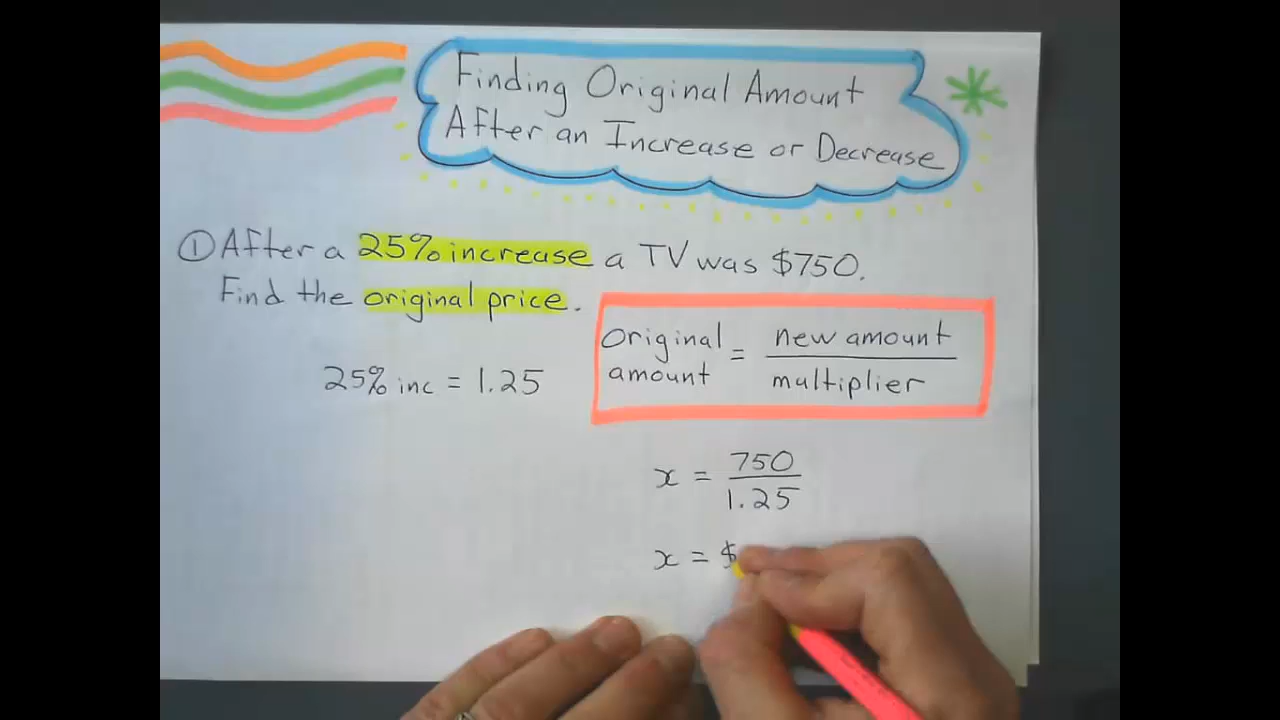 Finding Original Amount
After an Increase or Decrease
① After a 25% increase a TV was $750.
Find the original price.
original amount = new amount / multiplier
25% inc = 1.25
x = 750 / 1.25
x = $